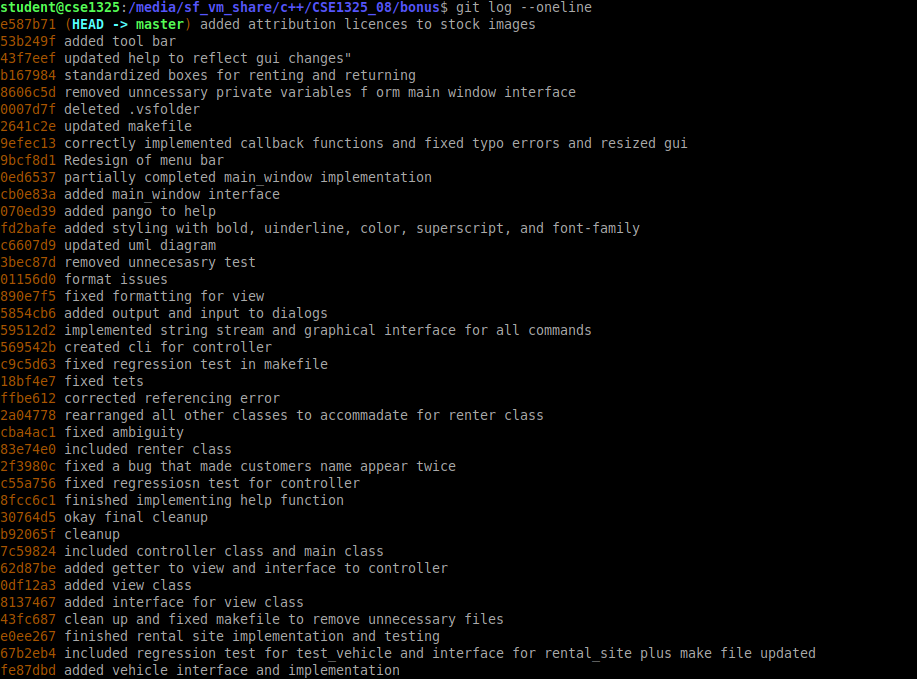 student@cse1325:/media/sf_vm_share/c++/CSE1325_08/bonus$ git log --oneline
e587b71 (HEAD -> master) added attribution licences to stock images
53b249f added tool bar
43f7eef updated help to reflect gui changes"
b167984 standardized boxes for renting and returning
8606c5d removed unncessary private variables f orm main window interface
0007d7f deleted .vsfolder
2641c2e updated makefile
9efec13 correctly implemented callback functions and fixed typo errors and resized gui
9bcf8d1 Redesign of menu bar
0ed6537 partially completed main_window implementation
cb0e83a added main_window interface
070ed39 added pango to help
fd2bafe added styling with bold, uinderline, color, superscript, and font-family
c6607d9 updated uml diagram
3bec87d removed unnecesasry test
01156d0 format issues
890e7f5 fixed formatting for view
5854cb6 added output and input to dialogs
59512d2 implemented string stream and graphical interface for all commands
569542b created cli for controller
c9c5d63 fixed regression test in makefile
18bf4e7 fixed tets
ffbe612 corrected referencing error
2a04778 rearranged all other classes to accommadate for renter class
cba4ac1 fixed ambiguity
83e74e0 included renter class
2f3980c fixed a bug that made customers name appear twice
c55a756 fixed regressiosn test for controller
8fcc6c1 finished implementing help function
30764d5 okay final cleanup
b92065f cleanup
7c59824 included controller class and main class
62d87be added getter to view and interface to controller
0df12a3 added view class
8137467 added interface for view class
43fc687 clean up and fixed makefile to remove unnecessary files
e0ee267 finished rental site implementation and testing
67b2eb4 included regression test for test_vehicle and interface for rental_site plus make file updated
fe87dbd added vehicle interface and implementation